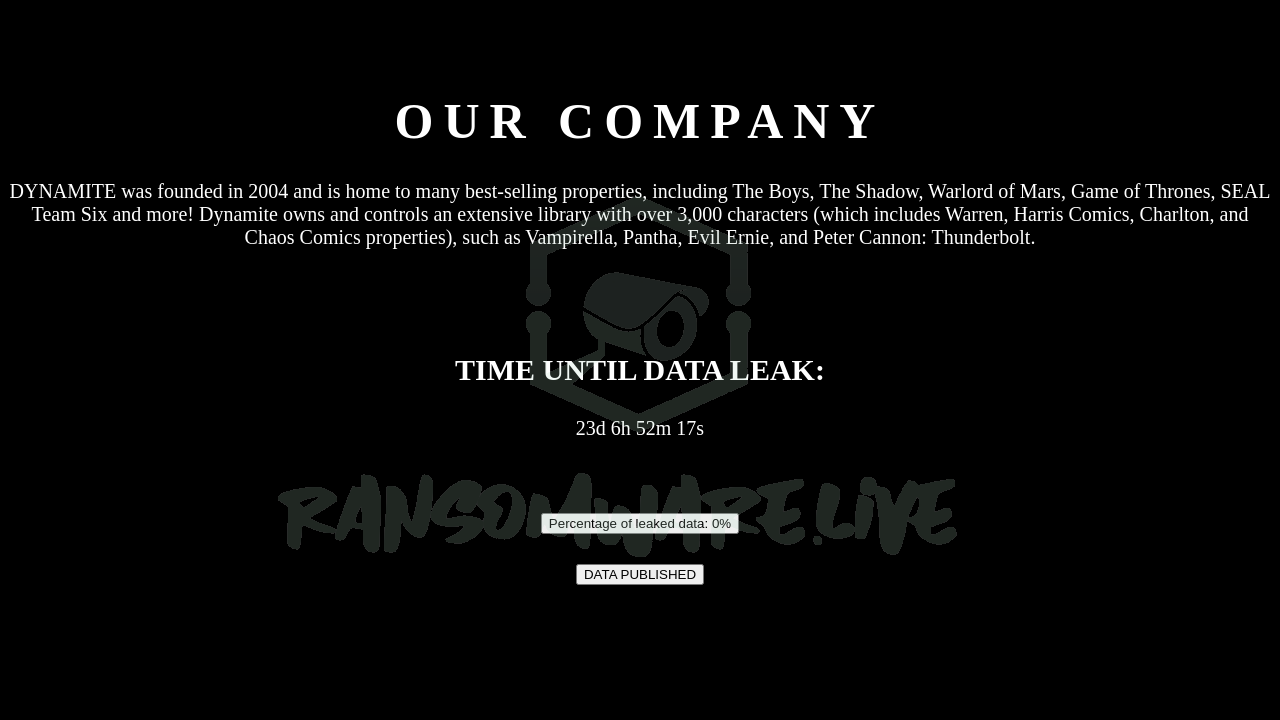 OUR COMPANY
DYNAMITE was founded in 2004 and is home to many best-selling properties, including The Boys, The Shadow, Warlord of Mars, Game of Thrones, SEAL
Team Six and more! Dynamite owns and controls an extensive library with over 3,000 characters (which includes Warren, Harris Comics, Charlton, and
Chaos Comics properties), such as Vampirella, Pantha, Evil Ernie, and Peter Cannon: Thunderbolt.
TIME UNTIL DATA LEAK:
23d 6h 52m 17s
RANSOMWARE.LIVE
Percentage of leaked data: 0%
DATA PUBLISHED